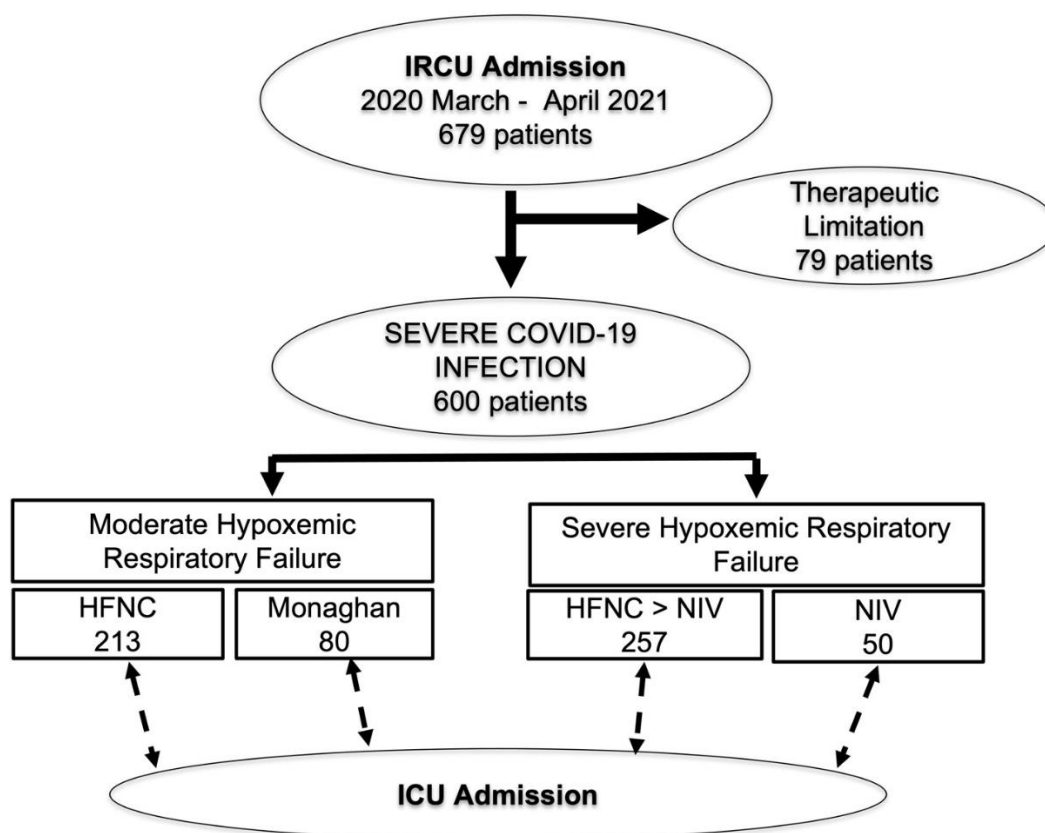 IRCU Admission
2020 March - April 2021
679 patients
Therapeutic
Limitation
79 patients
SEVERE COVID-19
INFECTION
600 patients
Moderate Hypoxemic
Respiratory Failure
HFNC
213
Monaghan
80
Severe Hypoxemic Respiratory
Failure
HFNC > NIV
257
NIV
50
ICU Admission